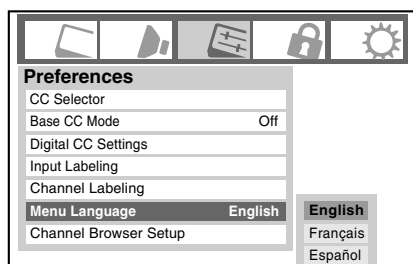 Preferences
CC Selector
Base CC Mode Off
Digital CC Settings
Input Labeling
Channel Labeling
Menu Language English
Channel Browser Setup
English
Français
Español